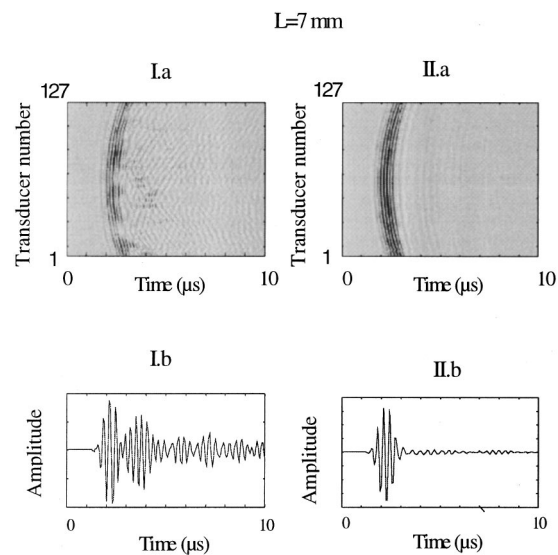 L=7 mm
I.a
II.a
127
127
Transducer number
Transducer number
1
1
0
10
0
10
Time (µs)
Time (µs)
I.b
II.b
Amplitude
Amplitude
0
10
0
10
Time (µs)
Time (µs)